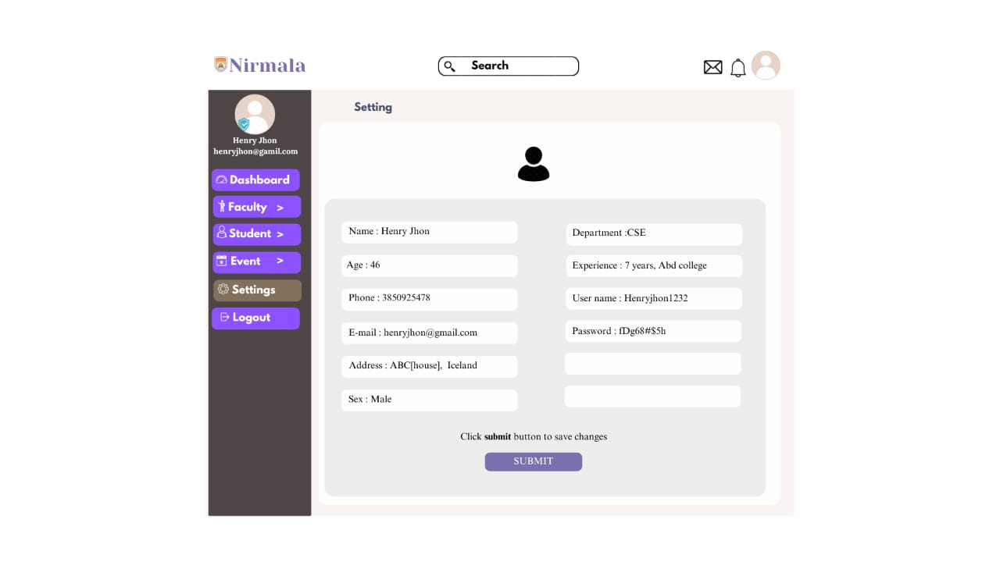 Nirmala
Search
Setting
Henry Jhon
henryjhon@gamil.com
Dashboard
Faculty >
Student >
Event >
Settings
Logout
Name : Henry Jhon
Age : 46
Phone : 3850925478
E-mail : henryjhon@gmail.com
Address : ABC[house], Iceland
Sex : Male
Department :CSE
Experience : 7 years, Abd college
User name : Henryjhon1232
Password : fDg68#$5h
Click submit button to save changes
SUBMIT